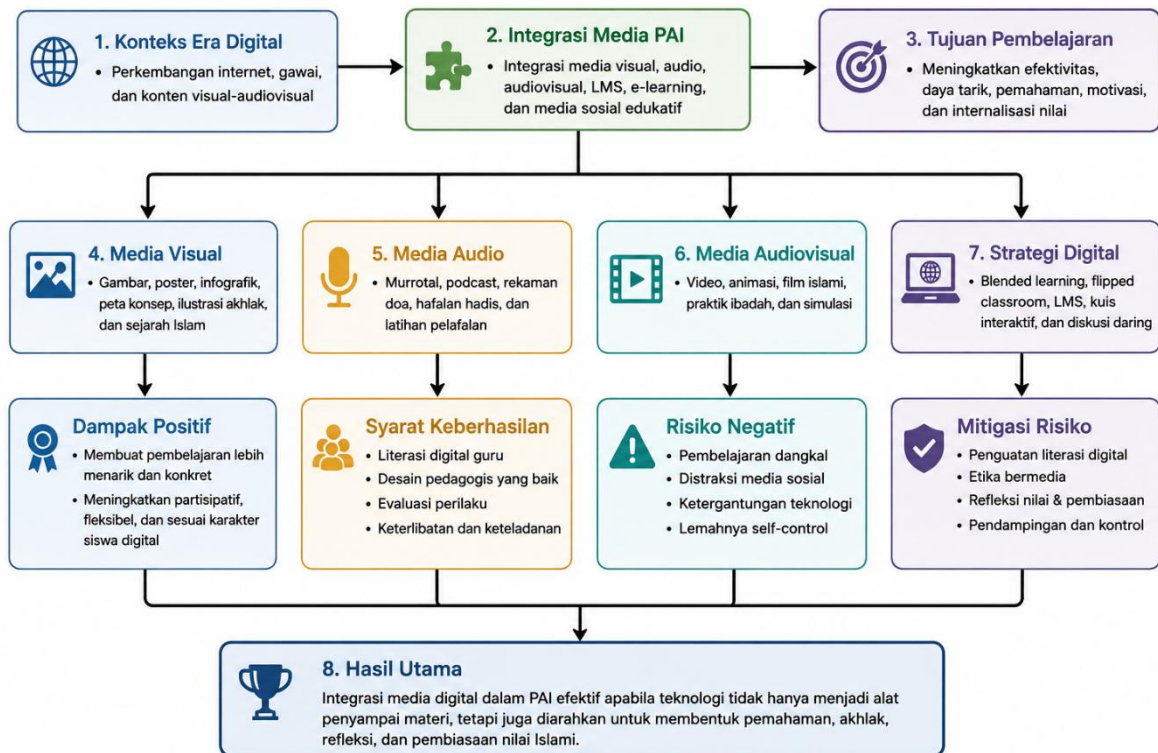 1. Konteks Era Digital
• Perkembangan internet, gawai,
dan konten visual-audiovisual
2. Integrasi Media PAI
• Integrasi media visual, audio,
audiovisual, LMS, e-learning,
dan media sosial edukatif
3. Tujuan Pembelajaran
• Meningkatkan efektivitas,
daya tarik, pemahaman, motivasi,
dan internalisasi nilai
4. Media Visual
• Gambar, poster, infografik,
peta konsep, ilustrasi akhlak,
dan sejarah Islam
5. Media Audio
• Murrotal, podcast, rekaman
doa, hafalan hadis, dan
latihan pelafalan
6. Media Audiovisual
• Video, animasi, film islami,
praktik ibadah, dan simulasi
7. Strategi Digital
• Blended learning, flipped
classroom, LMS, kuis
interaktif, dan diskusi daring
Dampak Positif
• Membuat pembelajaran lebih
menarik dan konkret
• Meningkatkan partisipatif,
fleksibel, dan sesuai karakter
siswa digital
Syarat Keberhasilan
• Literasi digital guru
• Desain pedagogis yang baik
• Evaluasi perilaku
• Keterlibatan dan keteladanan
Risiko Negatif
• Pembelajaran dangkal
• Distraksi media sosial
• Ketergantungan teknologi
• Lemahnya self-control
Mitigasi Risiko
• Penguatan literasi digital
• Etika bermedia
• Refleksi nilai & pembiasaan
• Pendampingan dan kontrol
8. Hasil Utama
Integrasi media digital dalam PAI efektif apabila teknologi tidak hanya menjadi alat
penyampai materi, tetapi juga diarahkan untuk membentuk pemahaman, akhlak,
refleksi, dan pembiasaan nilai Islami.